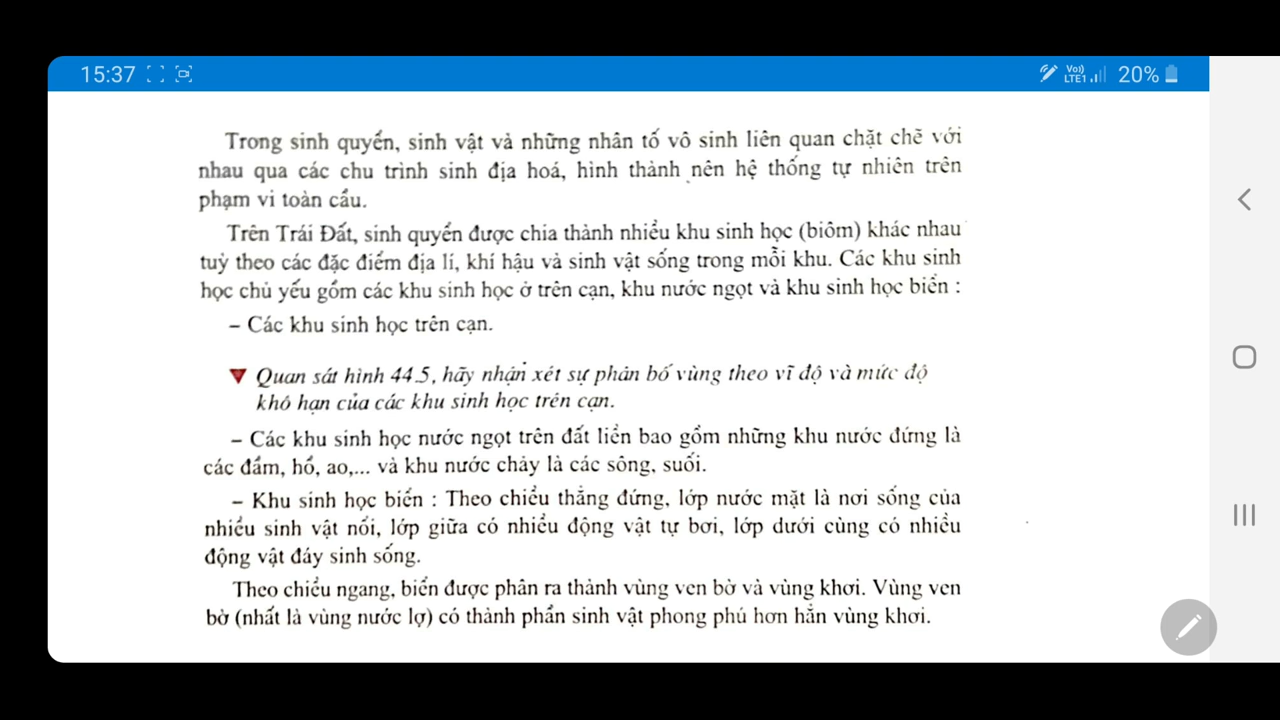 15:37
Vo)) LTE1 20%
Trong sinh quyển, sinh vật và những nhân tố vô sinh liên quan chặt chẽ với
nhau qua các chu trình sinh địa hoá, hình thành nên hệ thống tự nhiên trên
phạm vi toàn cầu.
Trên Trái Đất, sinh quyển được chia thành nhiều khu sinh học (biôm) khác nhau
tuỳ theo các đặc điểm địa lí, khí hậu và sinh vật sống trong mỗi khu. Các khu sinh
học chủ yếu gồm các khu sinh học ở trên cạn, khu nước ngọt và khu sinh học biển :
– Các khu sinh học trên cạn.
▼ Quan sát hình 44.5, hãy nhận xét sự phân bố vùng theo vĩ độ và mức độ
khô hạn của các khu sinh học trên cạn.
– Các khu sinh học nước ngọt trên đất liền bao gồm những khu nước đứng là
các đầm, hồ, ao,... và khu nước chảy là các sông, suối.
– Khu sinh học biển : Theo chiều thẳng đứng, lớp nước mặt là nơi sống của
nhiều sinh vật nổi, lớp giữa có nhiều động vật tự bơi, lớp dưới cùng có nhiều
động vật đáy sinh sống.
Theo chiều ngang, biển được phân ra thành vùng ven bờ và vùng khơi. Vùng ven
bờ (nhất là vùng nước lợ) có thành phần sinh vật phong phú hơn hẳn vùng khơi.